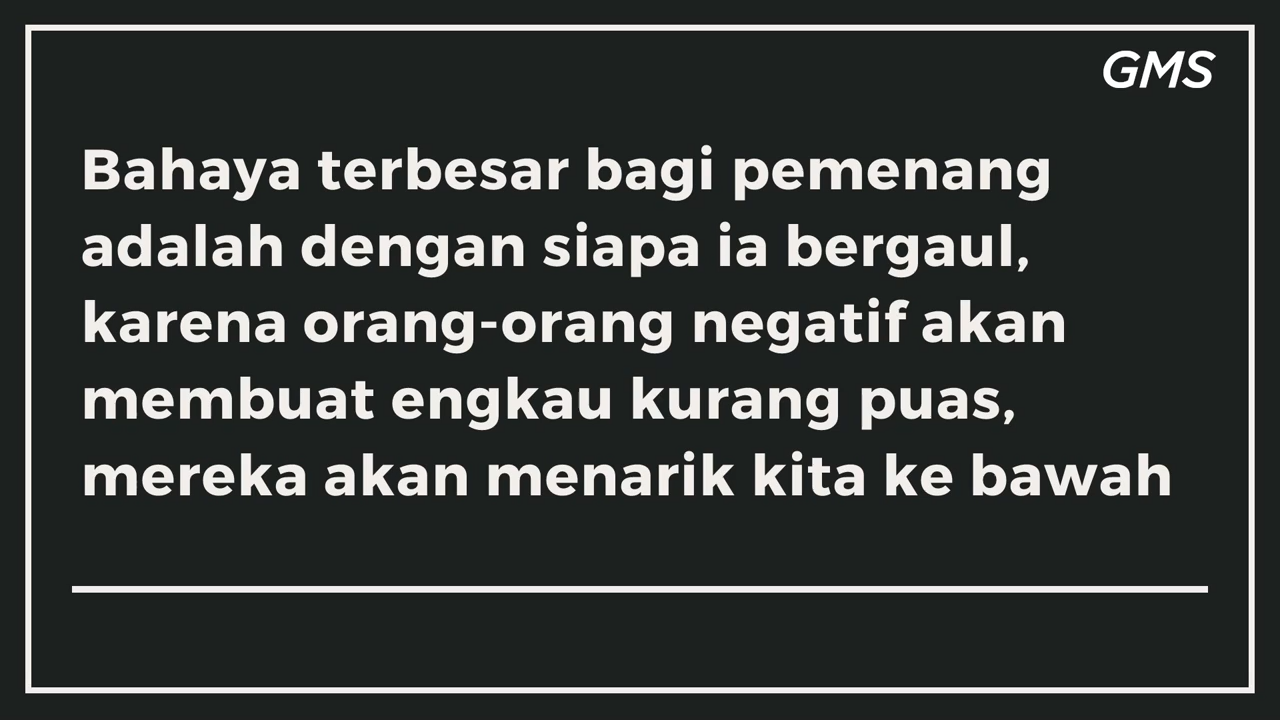 GMS
Bahaya terbesar bagi pemenang
adalah dengan siapa ia bergaul,
karena orang-orang negatif akan
membuat engkau kurang puas,
mereka akan menarik kita ke bawah